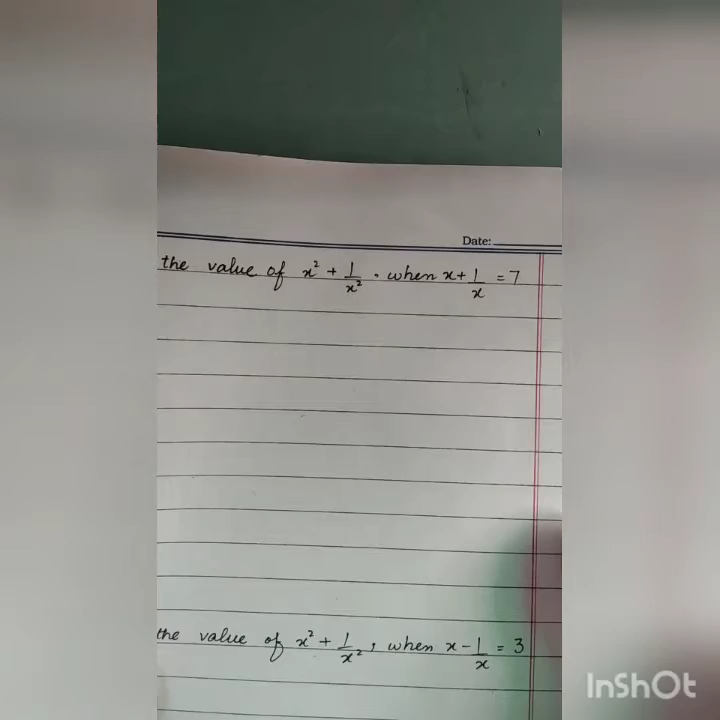 Date:
the value of x² + 1/x² . when x + 1/x = 7
the value of x² + 1/x² , when x - 1/x = 3
InShOt